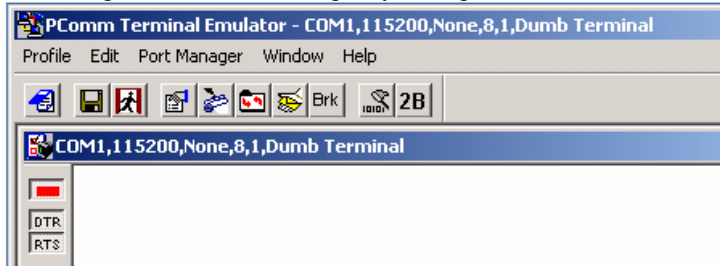 PComm Terminal Emulator - COM1,115200,None,8,1,Dumb Terminal
Profile Edit Port Manager Window Help
Brk 2B
COM1,115200,None,8,1,Dumb Terminal
DTR
RTS